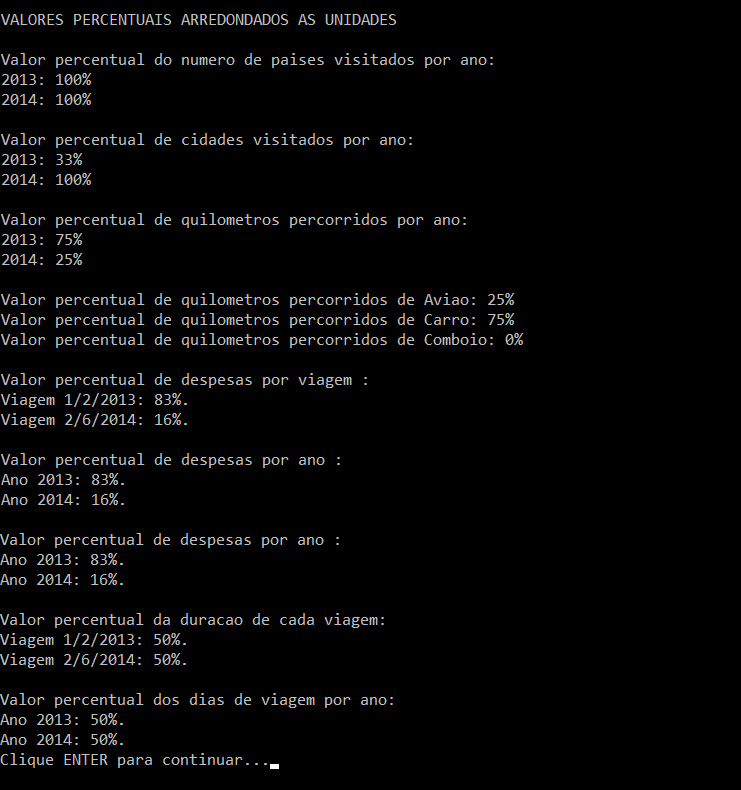 VALORES PERCENTUAIS ARREDONDADOS AS UNIDADES
Valor percentual do numero de paises visitados por ano:
2013: 100%
2014: 100%
Valor percentual de cidades visitados por ano:
2013: 33%
2014: 100%
Valor percentual de quilometros percorridos por ano:
2013: 75%
2014: 25%
Valor percentual de quilometros percorridos de Aviao: 25%
Valor percentual de quilometros percorridos de Carro: 75%
Valor percentual de quilometros percorridos de Comboio: 0%
Valor percentual de despesas por viagem :
Viagem 1/2/2013: 83%.
Viagem 2/6/2014: 16%.
Valor percentual de despesas por ano :
Ano 2013: 83%.
Ano 2014: 16%.
Valor percentual de despesas por ano :
Ano 2013: 83%.
Ano 2014: 16%.
Valor percentual da duracao de cada viagem:
Viagem 1/2/2013: 50%.
Viagem 2/6/2014: 50%.
Valor percentual dos dias de viagem por ano:
Ano 2013: 50%.
Ano 2014: 50%.
Clique ENTER para continuar...